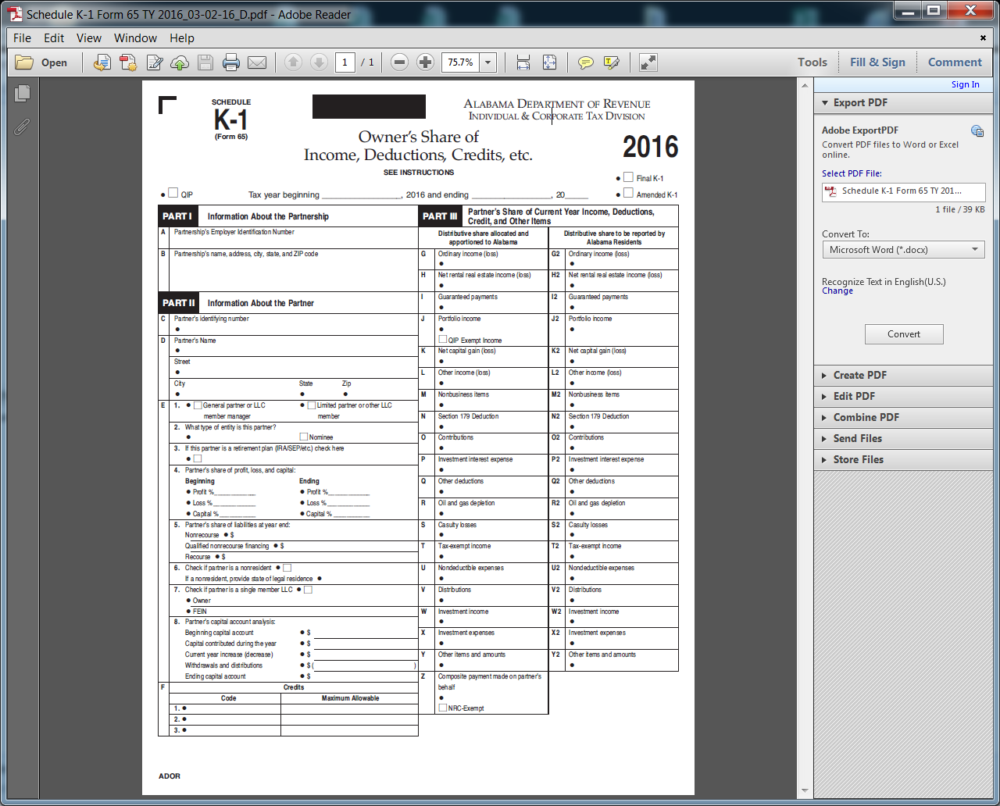 Schedule K-1 Form 65 TY 2016_03-02-16_D.pdf - Adobe Reader
File Edit View Window Help
Open 1 / 1 75.7% Tools Fill & Sign Comment
Sign In
Export PDF
Adobe ExportPDF
Convert PDF files to Word or Excel
online.
Select PDF File:
Schedule K-1 Form 65 TY 201...
1 file / 39 KB
Convert To:
Microsoft Word (*.docx)
Recognize Text in English(U.S.)
Change
Convert
Create PDF
Edit PDF
Combine PDF
Send Files
Store Files
SCHEDULE
K-1
(Form 65)
ALABAMA DEPARTMENT OF REVENUE
INDIVIDUAL & CORPORATE TAX DIVISION
Owner's Share of
Income, Deductions, Credits, etc.
SEE INSTRUCTIONS
2016
• Final K-1
• QIP Tax year beginning ________________, 2016 and ending ________________, 20_____ • Amended K-1
PART I Information About the Partnership
A Partnership's Employer Identification Number
B Partnership's name, address, city, state, and ZIP code
PART II Information About the Partner
C Partner's identifying number
•
D Partner's Name
•
Street
•
City State Zip
• • •
E 1. • General partner or LLC • Limited partner or other LLC
member manager member
2. What type of entity is this partner?
• Nominee
3. If this partner is a retirement plan (IRA/SEP/etc.) check here
•
4. Partner's share of profit, loss, and capital:
Beginning Ending
• Profit %___________ • Profit %___________
• Loss %___________ • Loss %___________
• Capital %__________ • Capital %__________
5. Partner's share of liabilities at year end:
Nonrecourse • $
Qualified nonrecourse financing • $
Recourse • $
6. Check if partner is a nonresident •
If a nonresident, provide state of legal residence •
7. Check if partner is a single member LLC •
• Owner
• FEIN
8. Partner's capital account analysis:
Beginning capital account • $
Capital contributed during the year • $
Current year increase (decrease) • $
Withdrawals and distributions • $ ( )
Ending capital account • $
F Credits
Code Maximum Allowable
1. •
2. •
3. •
PART III Partner's Share of Current Year Income, Deductions,
Credit, and Other Items
Distributive share allocated and Distributive share to be reported by
apportioned to Alabama Alabama Residents
G Ordinary income (loss) G2 Ordinary income (loss)
• •
H Net rental real estate income (loss) H2 Net rental real estate income (loss)
• •
I Guaranteed payments I2 Guaranteed payments
• •
J Portfolio income J2 Portfolio income
• •
QIP Exempt Income
K Net capital gain (loss) K2 Net capital gain (loss)
• •
L Other income (loss) L2 Other income (loss)
• •
M Nonbusiness items M2 Nonbusiness items
• •
N Section 179 Deduction N2 Section 179 Deduction
• •
O Contributions O2 Contributions
• •
P Investment interest expense P2 Investment interest expense
• •
Q Other deductions Q2 Other deductions
• •
R Oil and gas depletion R2 Oil and gas depletion
• •
S Casulty losses S2 Casulty losses
• •
T Tax-exempt income T2 Tax-exempt income
• •
U Nondeductible expenses U2 Nondeductible expenses
• •
V Distributions V2 Distributions
• •
W Investment income W2 Investment income
• •
X Investment expenses X2 Investment expenses
• •
Y Other items and amounts Y2 Other items and amounts
• •
Z Composite payment made on partner's
behalf
•
NRC-Exempt
ADOR